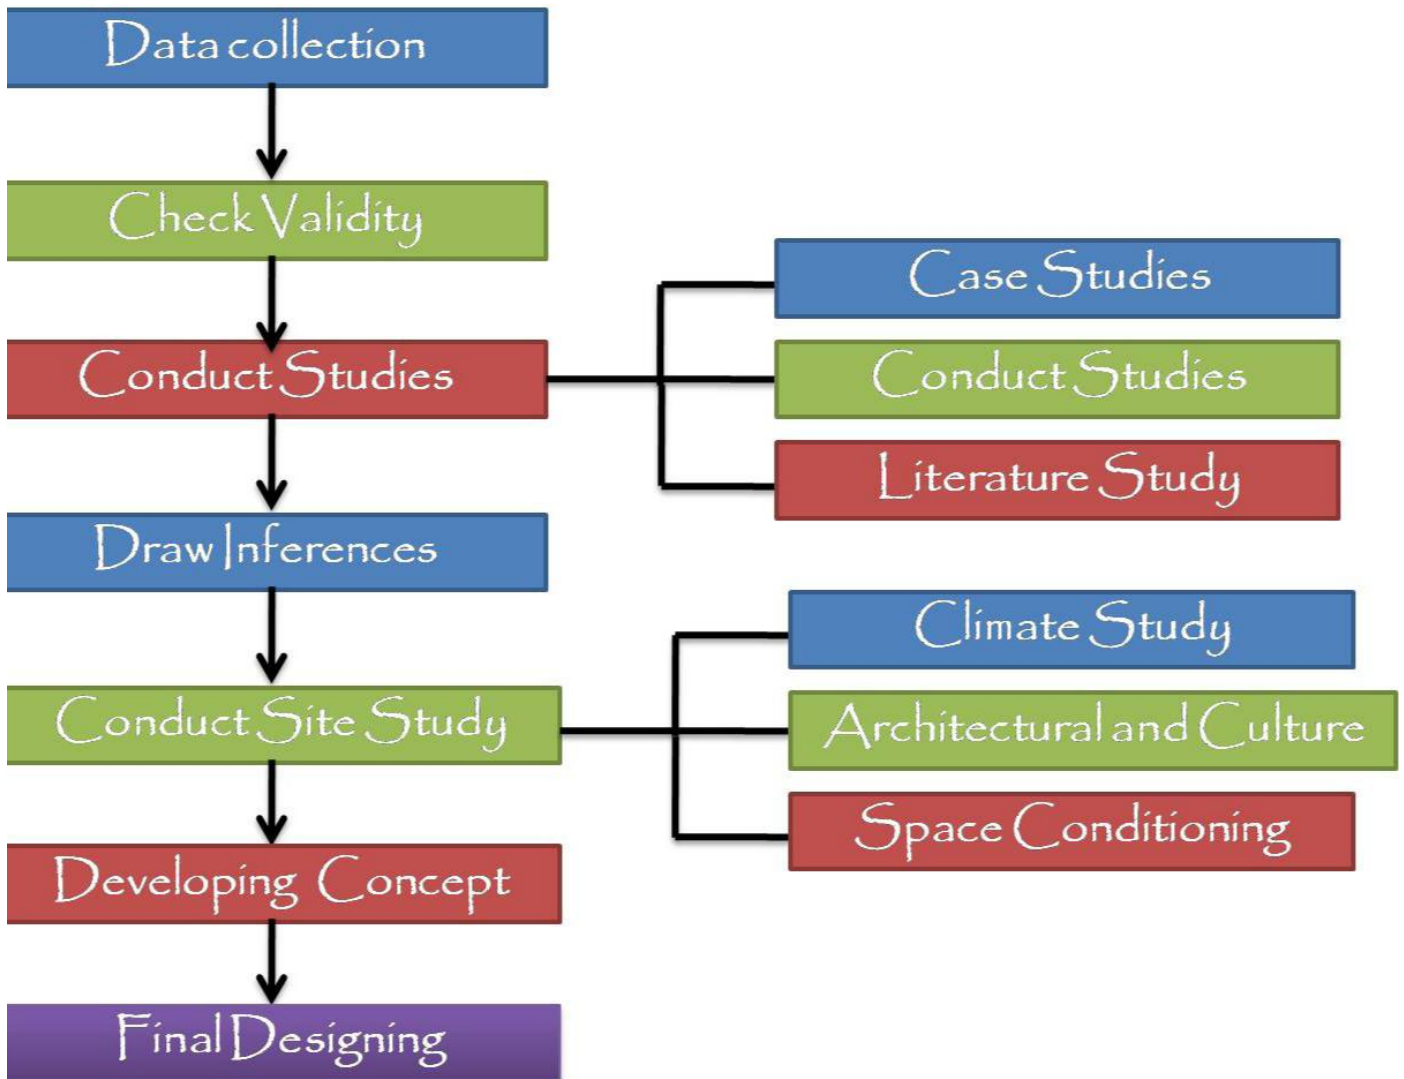 Data collection
Check Validity
Conduct Studies
Case Studies
Conduct Studies
Literature Study
Draw Inferences
Conduct Site Study
Climate Study
Architectural and Culture
Space Conditioning
Developing Concept
Final Designing